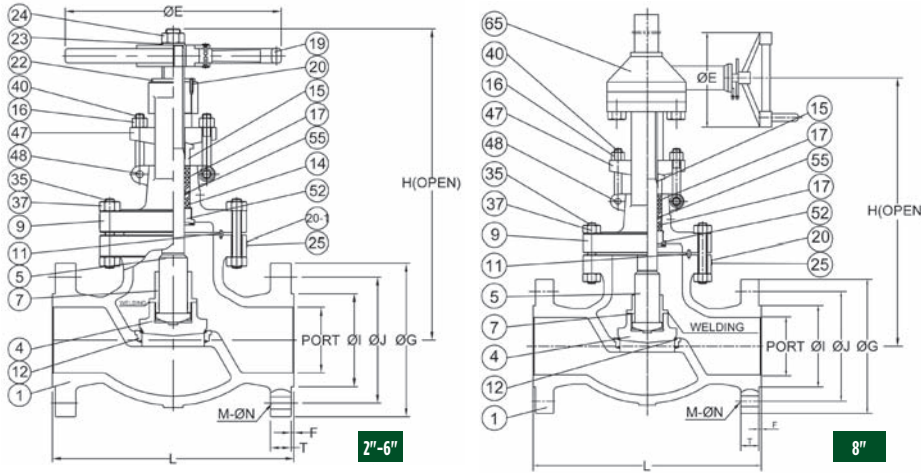 24
ØE
23
19
22
20
40
15
16
17
47
55
48
14
H(OPEN)
35
52
37
20-1
9
25
11
5
7
WELDING
4
PORT
ØI
ØJ
ØG
12
1
M-ØN
F
T
2"-6"
L
65
40
ØE
16
15
47
17
48
55
35
17
H(OPEN
37
52
9
20
11
25
5
7
WELDING
4
PORT
ØI
ØJ
ØG
12
1
M-ØN
F
T
8"
L